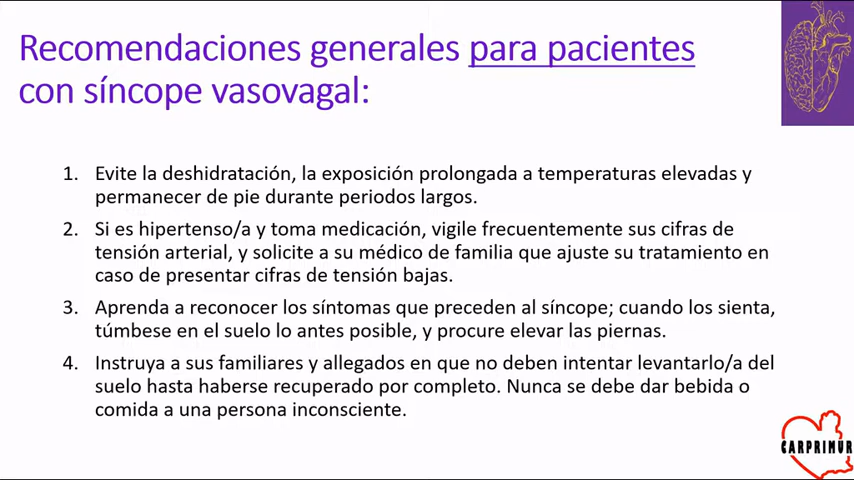 Recomendaciones generales para pacientes
con síncope vasovagal:
1. Evite la deshidratación, la exposición prolongada a temperaturas elevadas y
permanecer de pie durante periodos largos.
2. Si es hipertenso/a y toma medicación, vigile frecuentemente sus cifras de
tensión arterial, y solicite a su médico de familia que ajuste su tratamiento en
caso de presentar cifras de tensión bajas.
3. Aprenda a reconocer los síntomas que preceden al síncope; cuando los sienta,
túmbese en el suelo lo antes posible, y procure elevar las piernas.
4. Instruya a sus familiares y allegados en que no deben intentar levantarlo/a del
suelo hasta haberse recuperado por completo. Nunca se debe dar bebida o
comida a una persona inconsciente.
CARPRIMUR